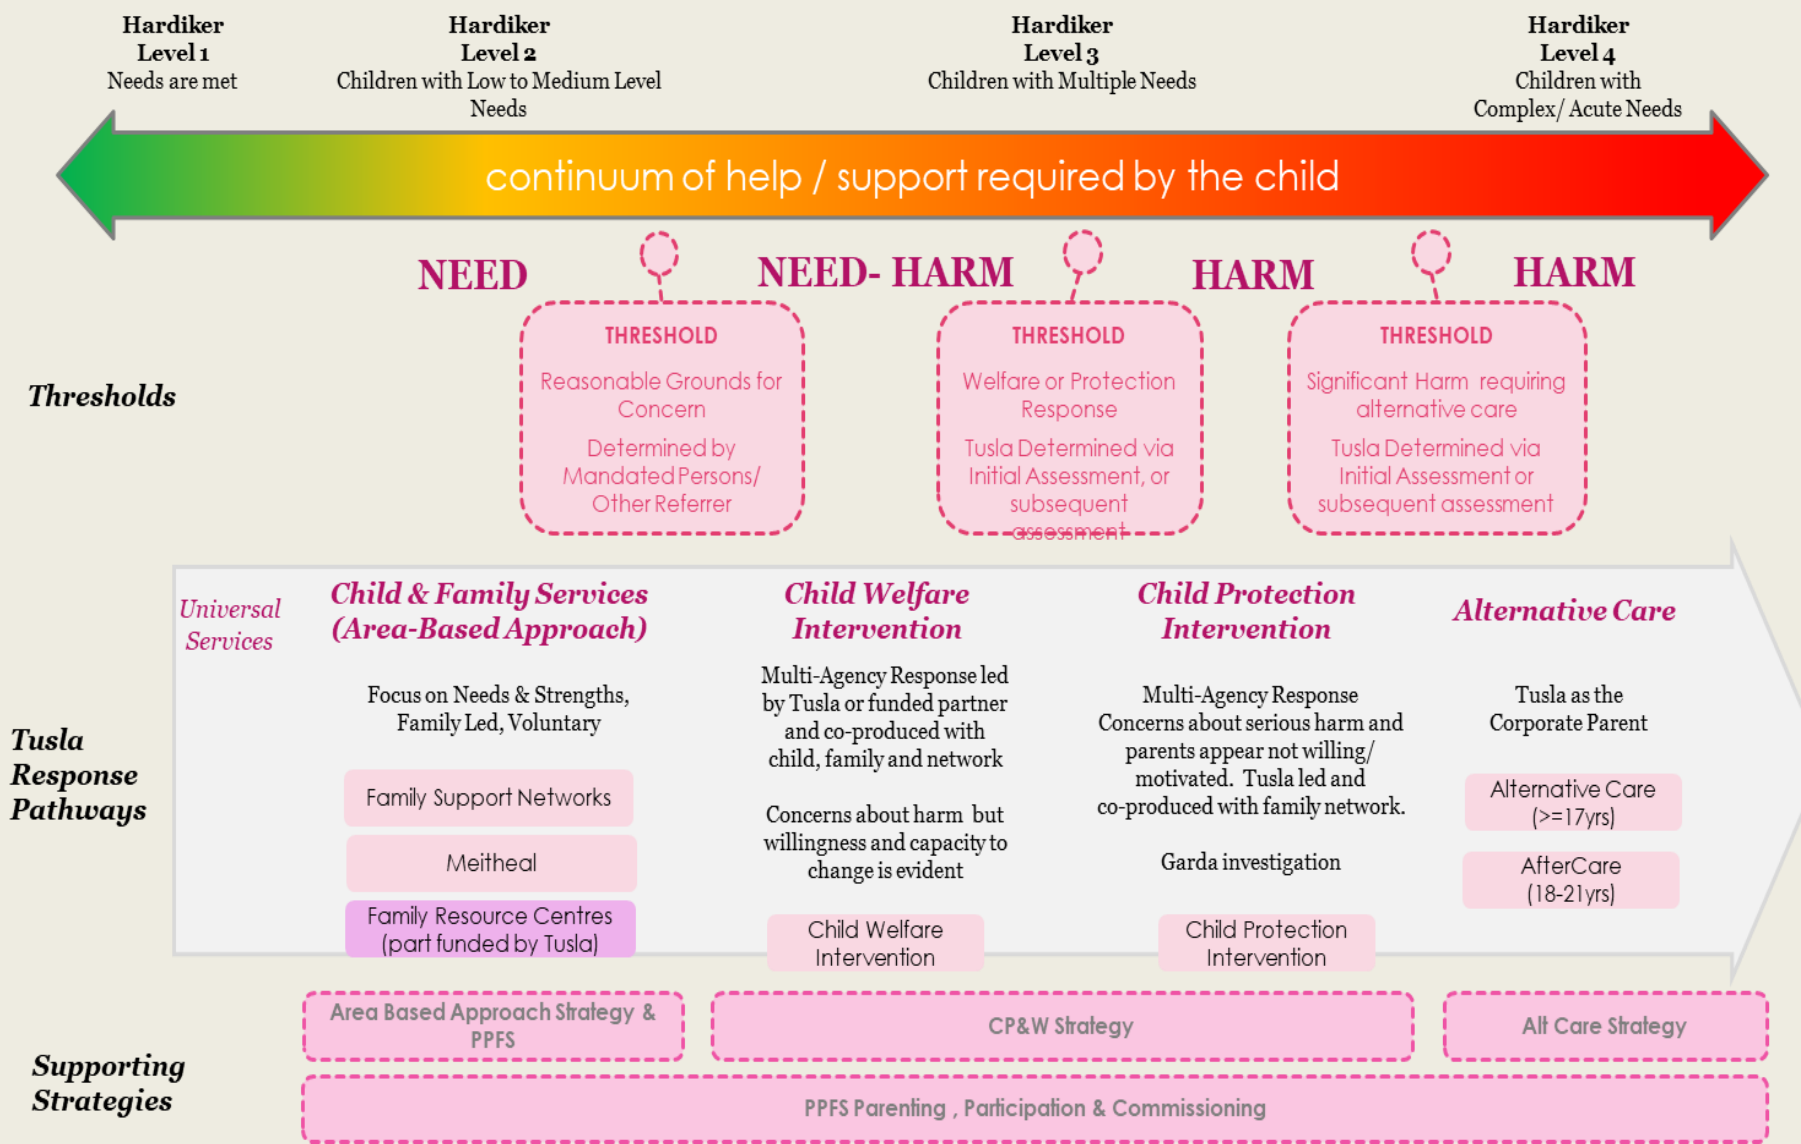 Hardiker
Level 1
Needs are met
Hardiker
Level 2
Children with Low to Medium Level
Needs
Hardiker
Level 3
Children with Multiple Needs
Hardiker
Level 4
Children with
Complex/ Acute Needs
continuum of help / support required by the child
NEED
NEED- HARM
HARM
HARM
Thresholds
THRESHOLD
Reasonable Grounds for
Concern
Determined by
Mandated Persons/
Other Referrer
THRESHOLD
Welfare or Protection
Response
Tusla Determined via
Initial Assessment, or
subsequent
assessment
THRESHOLD
Significant Harm requiring
alternative care
Tusla Determined via
Initial Assessment or
subsequent assessment
Tusla
Response
Pathways
Universal
Services
Child & Family Services
(Area-Based Approach)
Focus on Needs & Strengths,
Family Led, Voluntary
Family Support Networks
Meitheal
Family Resource Centres
(part funded by Tusla)
Child Welfare
Intervention
Multi-Agency Response led
by Tusla or funded partner
and co-produced with
child, family and network
Concerns about harm but
willingness and capacity to
change is evident
Child Welfare
Intervention
Child Protection
Intervention
Multi-Agency Response
Concerns about serious harm and
parents appear not willing/
motivated. Tusla led and
co-produced with family network.
Garda investigation
Child Protection
Intervention
Alternative Care
Tusla as the
Corporate Parent
Alternative Care
(>=17yrs)
AfterCare
(18-21yrs)
Supporting
Strategies
Area Based Approach Strategy &
PPFS
CP&W Strategy
Alt Care Strategy
PPFS Parenting , Participation & Commissioning